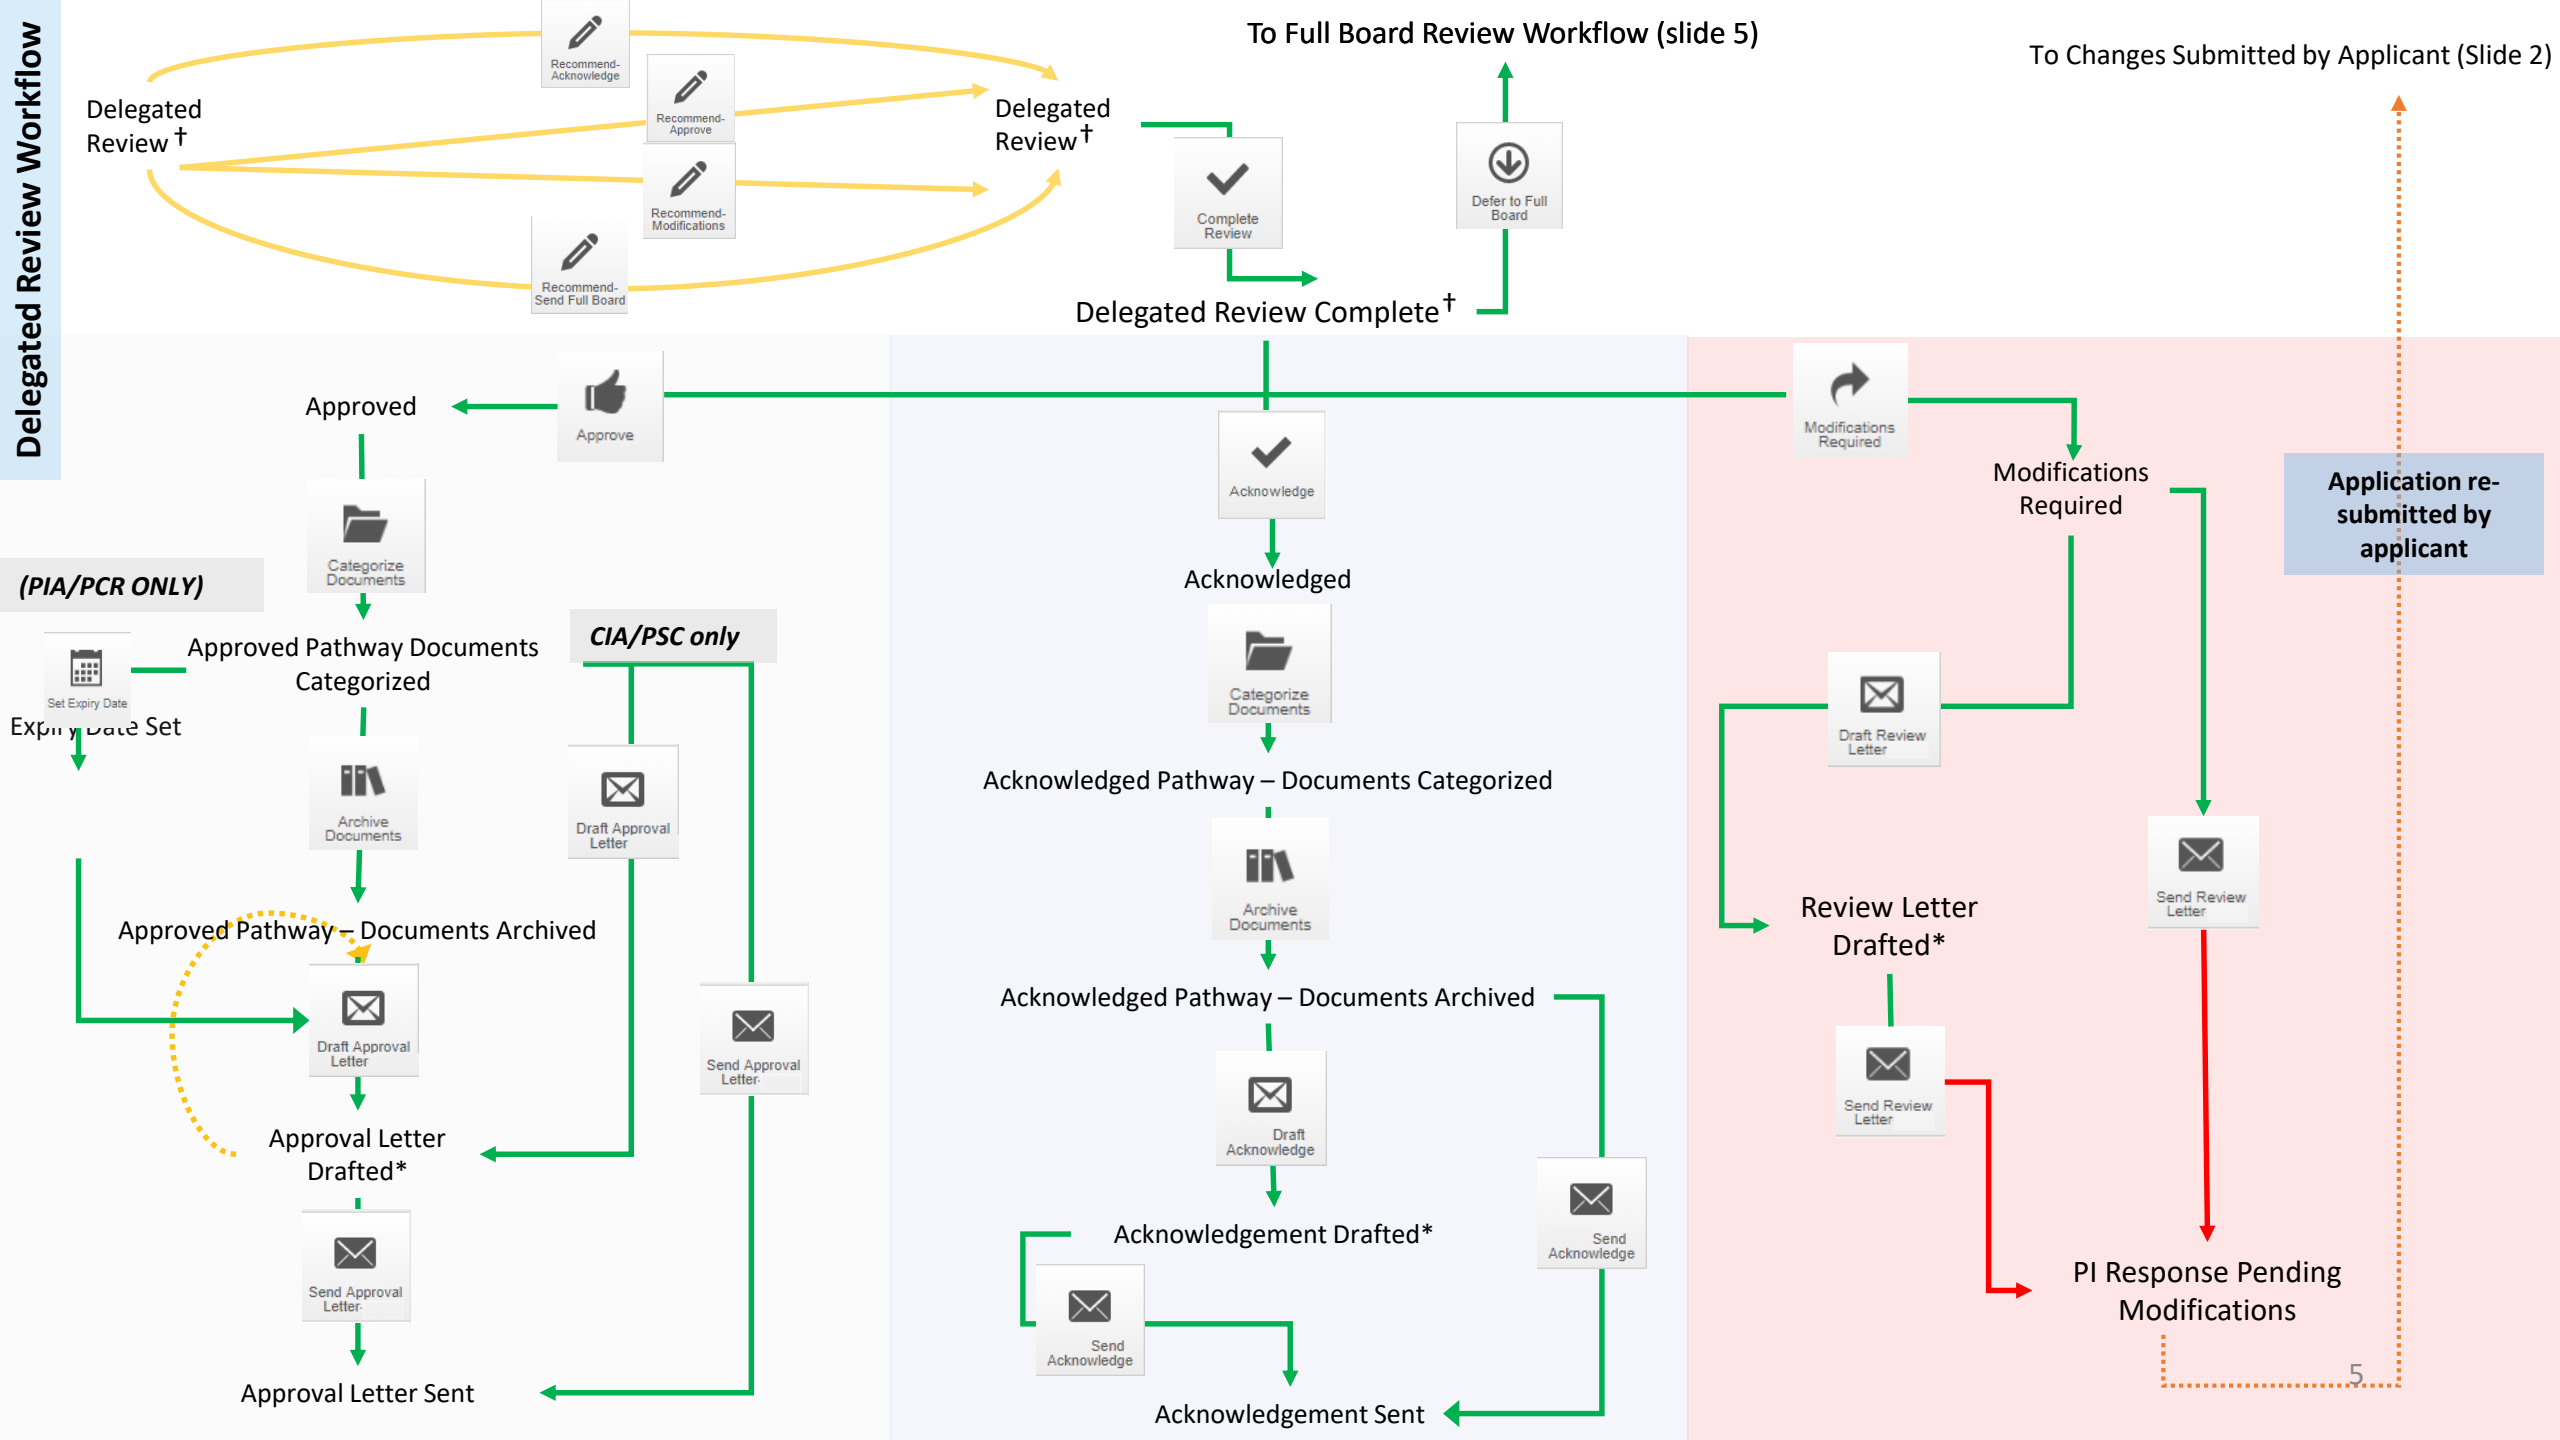 Delegated Review Workflow
Recommend-
Acknowledge
Recommend-
Approve
Recommend-
Modifications
Recommend-
Send Full Board
Delegated
Review †
Delegated
Review†
Complete
Review
To Full Board Review Workflow (slide 5)
Defer to Full
Board
Delegated Review Complete†
To Changes Submitted by Applicant (Slide 2)
Approved
Approve
Categorize
Documents
(PIA/PCR ONLY)
Set Expiry Date
Expiry Date Set
Approved Pathway Documents
Categorized
CIA/PSC only
Archive
Documents
Draft Approval
Letter
Approved Pathway – Documents Archived
Draft Approval
Letter
Send Approval
Letter-
Approval Letter
Drafted*
Send Approval
Letter-
Approval Letter Sent
Acknowledge
Acknowledged
Categorize
Documents
Acknowledged Pathway – Documents Categorized
Archive
Documents
Acknowledged Pathway – Documents Archived
Draft
Acknowledge
Send
Acknowledge
Acknowledgement Drafted*
Send
Acknowledge
Acknowledgement Sent
Modifications
Required
Modifications
Required
Application re-
submitted by
applicant
Draft Review
Letter
Send Review
Letter
Review Letter
Drafted*
Send Review
Letter
PI Response Pending
Modifications
5